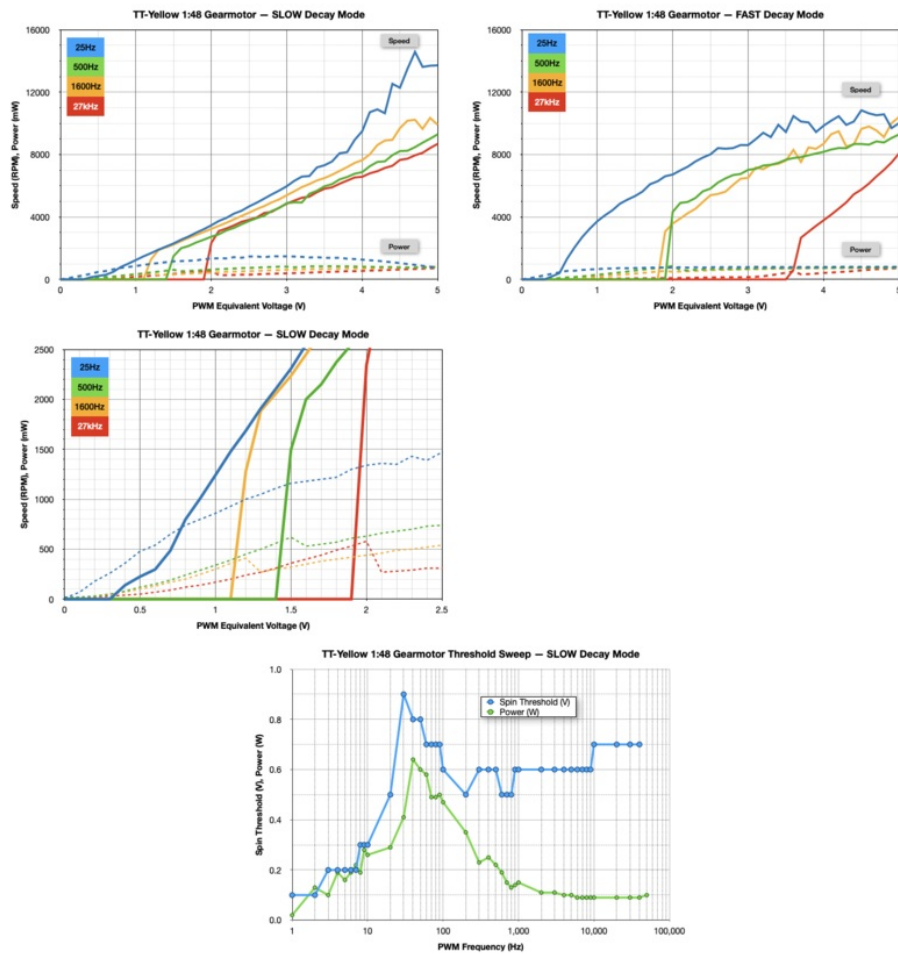 TT-Yellow 1:48 Gearmotor — SLOW Decay Mode
16000
12000
8000
4000
0
Speed (RPM), Power (mW)
25Hz
500Hz
1600Hz
27kHz
Speed
Power
0 1 2 3 4 5
PWM Equivalent Voltage (V)
TT-Yellow 1:48 Gearmotor — FAST Decay Mode
16000
12000
8000
4000
0
Speed (RPM), Power (mW)
25Hz
500Hz
1600Hz
27kHz
Speed
Power
0 1 2 3 4 5
PWM Equivalent Voltage (V)
TT-Yellow 1:48 Gearmotor — SLOW Decay Mode
2500
2000
1500
1000
500
0
Speed (RPM), Power (mW)
25Hz
500Hz
1600Hz
27kHz
0 0.5 1 1.5 2 2.5
PWM Equivalent Voltage (V)
TT-Yellow 1:48 Gearmotor Threshold Sweep — SLOW Decay Mode
1.0
0.8
0.6
0.4
0.2
0.0
Spin Threshold (V), Power (W)
Spin Threshold (V)
Power (W)
1 10 100 1,000 10,000 100,000
PWM Frequency (Hz)